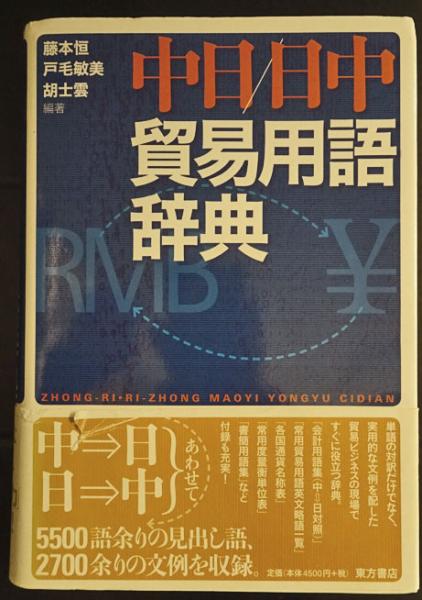 藤本恒
戸毛敏美
胡士雲
編著
中日/日中
貿易用語
辞典
RMB ¥
ZHONG-RI・RI-ZHONG MAOYI YONGYU CIDIAN
単語の対訳だけでなく、
実用的な文例を配した
貿易ビジネスの現場で
すぐに役立つ辞典。
「会計用語集（中⇔日対照）」
「常用貿易用語英文略語一覧」
「各国通貨名称表」
「常用度量衡単位表」
「書簡用語集」など
付録も充実！
中⇒日
日⇒中
あわせて
5500語余りの見出し語、
2700余りの文例を収録。
定価（本体4500円+税） 東方書店